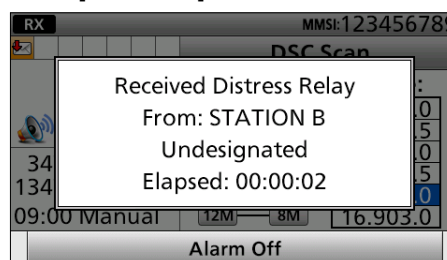 RX MMSI:123456789
DSC Scan
Received Distress Relay
From: STATION B
Undesignated
Elapsed: 00:00:02
34
134
09:00 Manual 12M 8M 16.903.0
Alarm Off